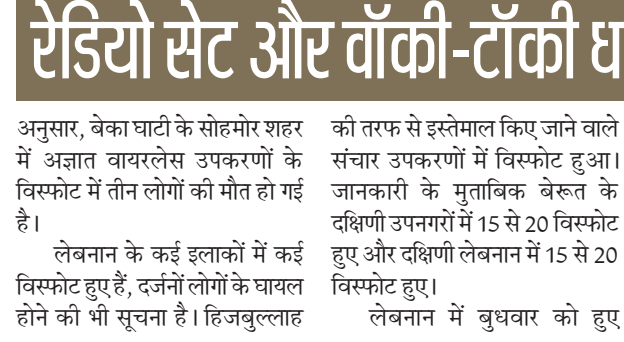 रेडियो सेट और वॉकी-टॉकी
अनुसार, बेका घाटी के सोहमोर शहर
में अज्ञात वायरलेस उपकरणों के
विस्फोट में तीन लोगों की मौत हो गई
है।
लेबनान के कई इलाकों में कई
विस्फोट हुए हैं, दर्जनों लोगों के घायल
होने की भी सूचना है। हिजबुल्लाह
की तरफ से इस्तेमाल किए जाने वाले
संचार उपकरणों में विस्फोट हुआ।
जानकारी के मुताबिक बेरूत के
दक्षिणी उपनगरों में 15 से 20 विस्फोट
हुए और दक्षिणी लेबनान में 15 से 20
विस्फोट हुए।
लेबनान में बुधवार को हुए